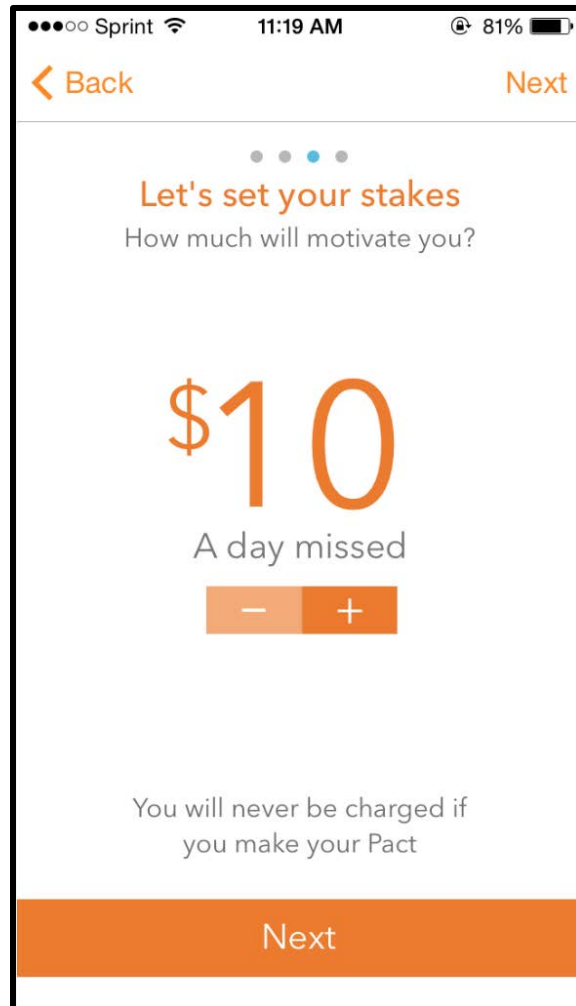 Sprint 11:19 AM 81%
Back Next
Let's set your stakes
How much will motivate you?
$10
A day missed
− +
You will never be charged if
you make your Pact
Next